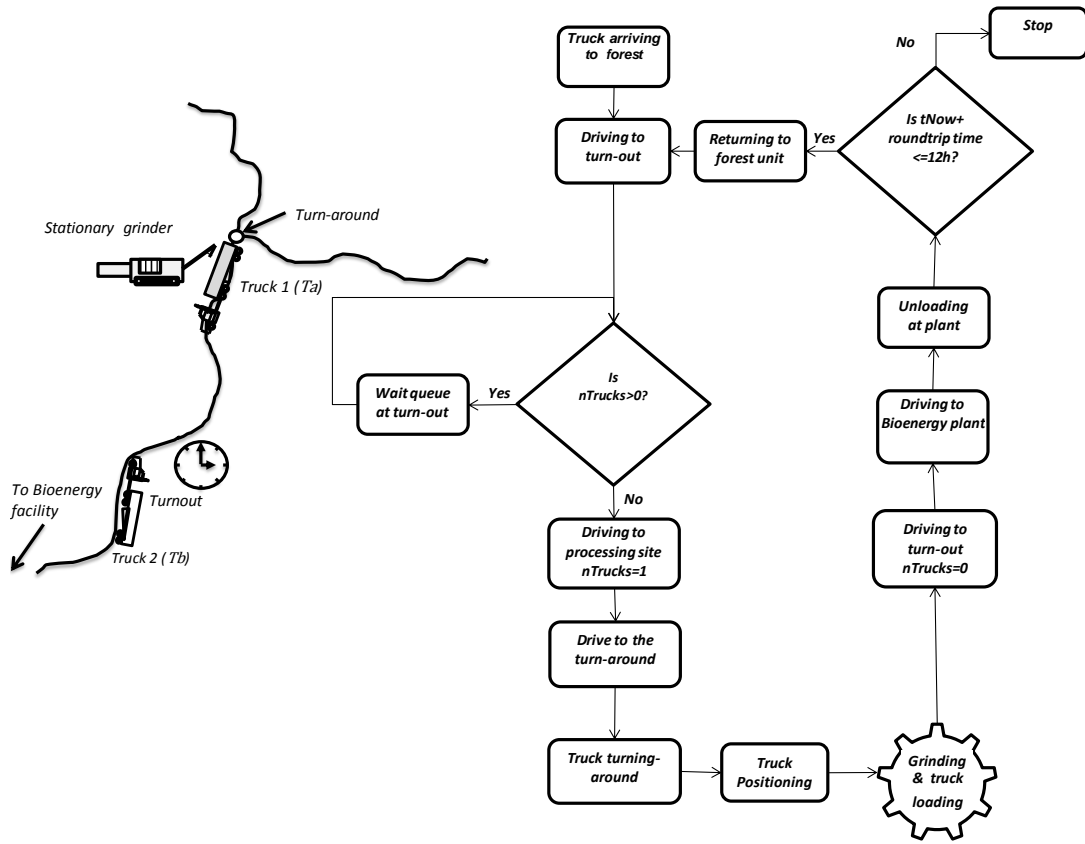 Truck arriving
to forest
Driving to
turn-out
Returning to
forest unit
Yes
Is tNow+
roundtrip time
<=12h?
No
Stop
Turn-around
Stationary grinder
Truck 1 (Ta)
Turnout
To Bioenergy
facility
Truck 2 (Tb)
Wait queue
at turn-out
Yes
Is
nTrucks>0?
No
Driving to
processing site
nTrucks=1
Drive to the
turn-around
Truck turning-
around
Truck
Positioning
Grinding
& truck
loading
Driving to
turn-out
nTrucks=0
Driving to
Bioenergy plant
Unloading
at plant